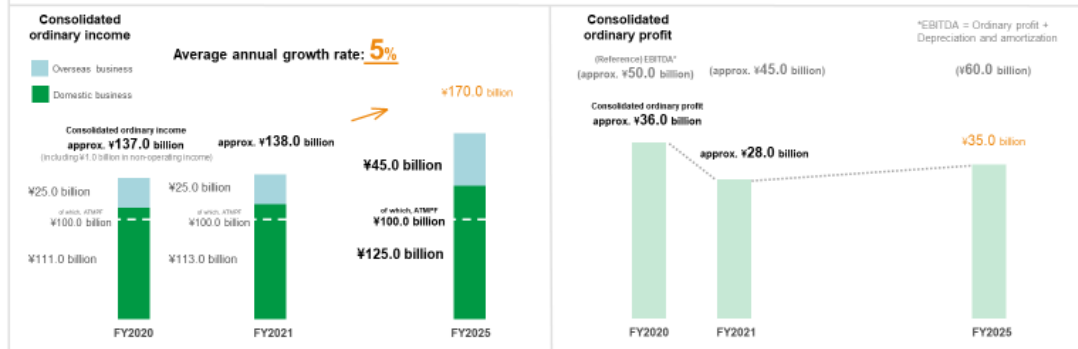 Consolidated
ordinary income
Average annual growth rate: 5%
Overseas business
Domestic business
¥170.0 billion
Consolidated ordinary income
approx. ¥137.0 billion
(including ¥1.0 billion in non-operating income)
approx. ¥138.0 billion
¥45.0 billion
¥25.0 billion
¥25.0 billion
of which, ATMPF
¥100.0 billion
of which, ATMPF
¥100.0 billion
of which, ATMPF
¥100.0 billion
¥111.0 billion
¥113.0 billion
¥125.0 billion
FY2020
FY2021
FY2025
Consolidated
ordinary profit
*EBITDA = Ordinary profit +
Depreciation and amortization
(Reference) EBITDA*
(approx. ¥50.0 billion)
(approx. ¥45.0 billion)
(¥60.0 billion)
Consolidated ordinary profit
approx. ¥36.0 billion
approx. ¥28.0 billion
¥35.0 billion
FY2020
FY2021
FY2025